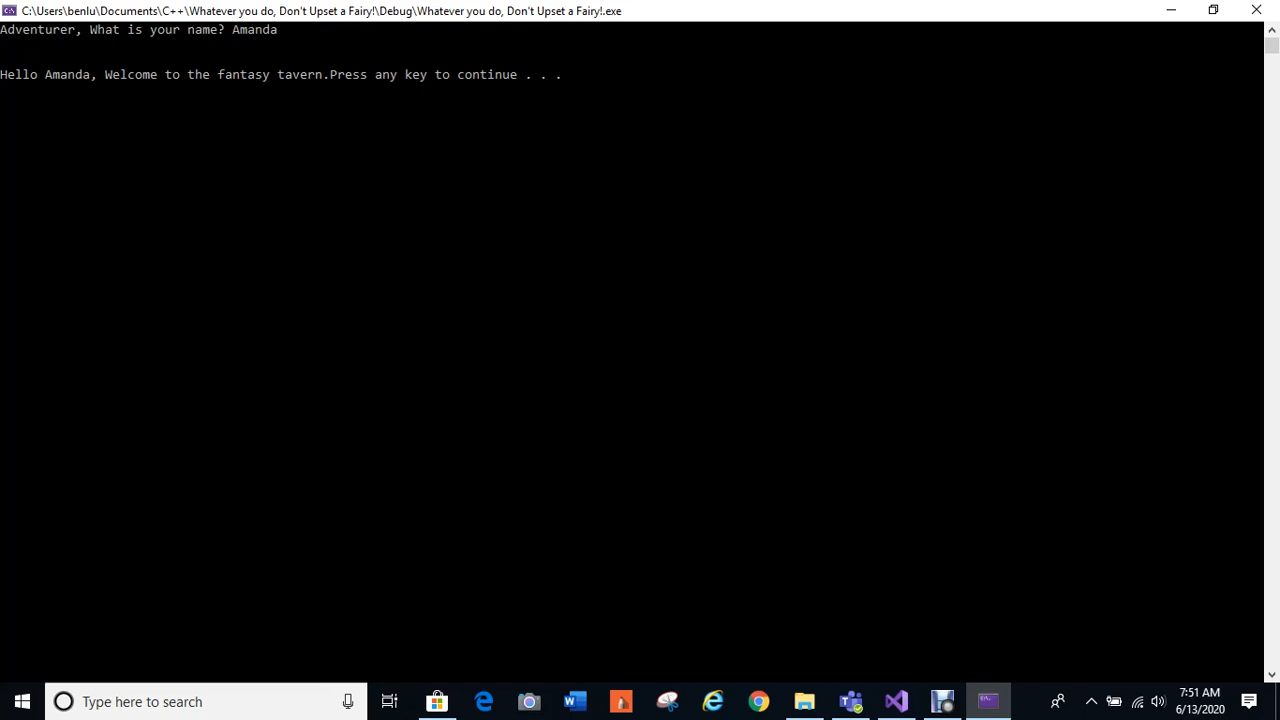 C:\Users\benlu\Documents\C++\Whatever you do, Don't Upset a Fairy!\Debug\Whatever you do, Don't Upset a Fairy!.exe
Adventurer, What is your name? Amanda
Hello Amanda, Welcome to the fantasy tavern.Press any key to continue . . .
Type here to search
7:51 AM
6/13/2020